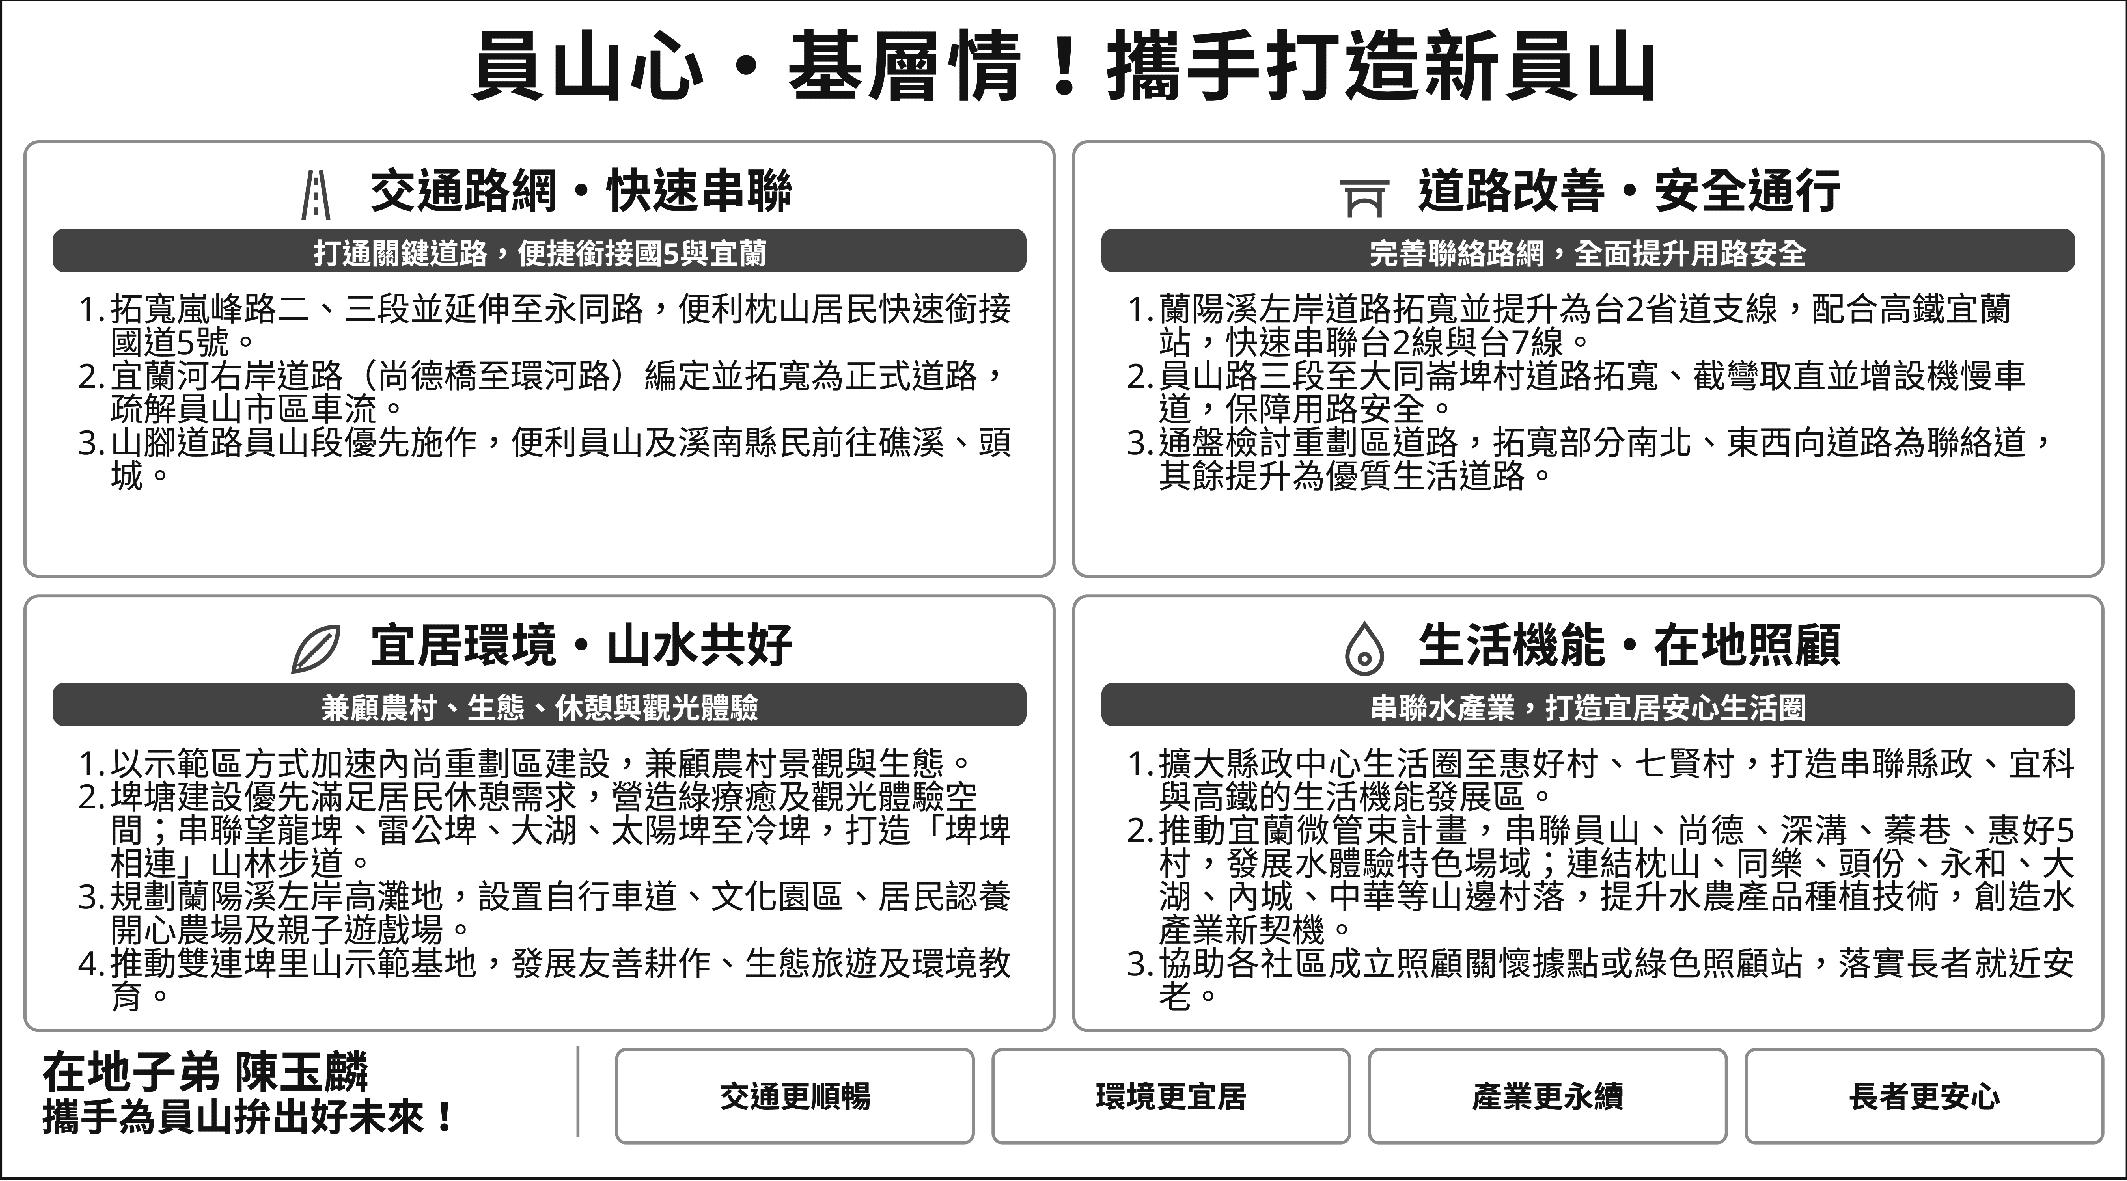 員山心・基層情！攜手打造新員山
交通路網・快速串聯
打通關鍵道路，便捷銜接國5與宜蘭
1.拓寬嵐峰路二、三段並延伸至永同路，便利枕山居民快速銜接
國道5號。
2.宜蘭河右岸道路（尚德橋至環河路）編定並拓寬為正式道路，
疏解員山市區車流。
3.山腳道路員山段優先施作，便利員山及溪南縣民前往礁溪、頭
城。
道路改善・安全通行
完善聯絡路網，全面提升用路安全
1.蘭陽溪左岸道路拓寬並提升為台2省道支線，配合高鐵宜蘭
站，快速串聯台2線與台7線。
2.員山路三段至大同崙埤村道路拓寬、截彎取直並增設機慢車
道，保障用路安全。
3.通盤檢討重劃區道路，拓寬部分南北、東西向道路為聯絡道，
其餘提升為優質生活道路。
宜居環境・山水共好
兼顧農村、生態、休憩與觀光體驗
1.以示範區方式加速內尚重劃區建設，兼顧農村景觀與生態。
2.埤塘建設優先滿足居民休憩需求，營造綠療癒及觀光體驗空
間；串聯望龍埤、雷公埤、大湖、太陽埤至冷埤，打造「埤埤
相連」山林步道。
3.規劃蘭陽溪左岸高灘地，設置自行車道、文化園區、居民認養
開心農場及親子遊戲場。
4.推動雙連埤里山示範基地，發展友善耕作、生態旅遊及環境教
育。
生活機能・在地照顧
串聯水產業，打造宜居安心生活圈
1.擴大縣政中心生活圈至惠好村、七賢村，打造串聯縣政、宜科
與高鐵的生活機能發展區。
2.推動宜蘭微管束計畫，串聯員山、尚德、深溝、蓁巷、惠好5
村，發展水體驗特色場域；連結枕山、同樂、頭份、永和、大
湖、內城、中華等山邊村落，提升水農產品種植技術，創造水
產業新契機。
3.協助各社區成立照顧關懷據點或綠色照顧站，落實長者就近安
老。
在地子弟 陳玉麟
攜手為員山拚出好未來！
交通更順暢
環境更宜居
產業更永續
長者更安心